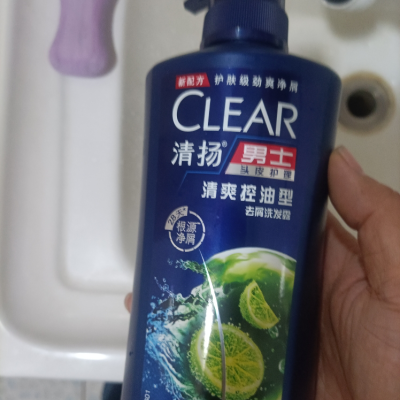 新配方 护肤级劲爽净屑
CLEAR
清扬® 男士
头皮护理
清爽控油型
去屑洗发露
根源
净屑